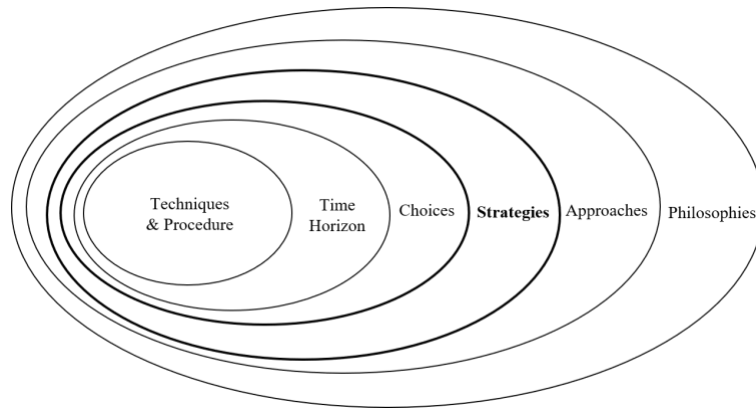 Techniques
& Procedure
Time
Horizon
Choices
Strategies
Approaches
Philosophies